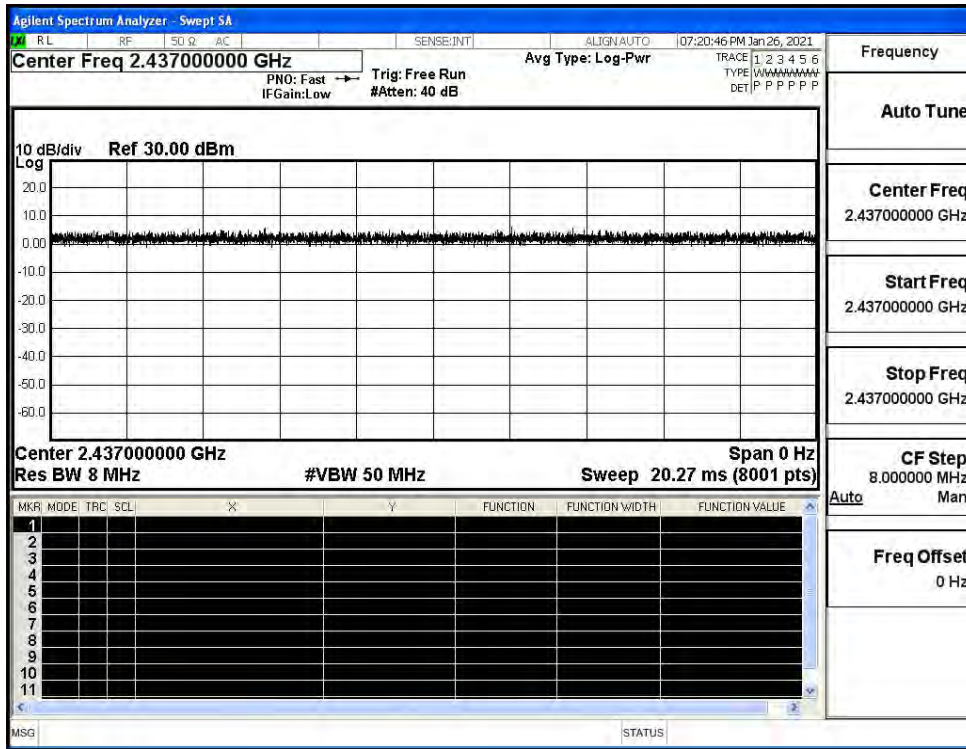 Agilent Spectrum Analyzer - Swept SA
RL RF 50 Ω AC SENSE:INT ALIGN AUTO 07:20:46 PM Jan 26, 2021
Center Freq 2.437000000 GHz
PNO: Fast
IFGain:Low
Trig: Free Run
#Atten: 40 dB
Avg Type: Log-Pwr
TRACE 1 2 3 4 5 6
TYPE
DET P P P P P P
10 dB/div Ref 30.00 dBm
Log
20.0
10.0
0.00
-10.0
-20.0
-30.0
-40.0
-50.0
-60.0
Center 2.437000000 GHz Span 0 Hz
Res BW 8 MHz #VBW 50 MHz Sweep 20.27 ms (8001 pts)
MKR MODE TRC SCL X Y FUNCTION FUNCTION WIDTH FUNCTION VALUE
1
2
3
4
5
6
7
8
9
10
11
MSG STATUS
Frequency
Auto Tune
Center Freq
2.437000000 GHz
Start Freq
2.437000000 GHz
Stop Freq
2.437000000 GHz
CF Step
8.000000 MHz
Auto Man
Freq Offset
0 Hz